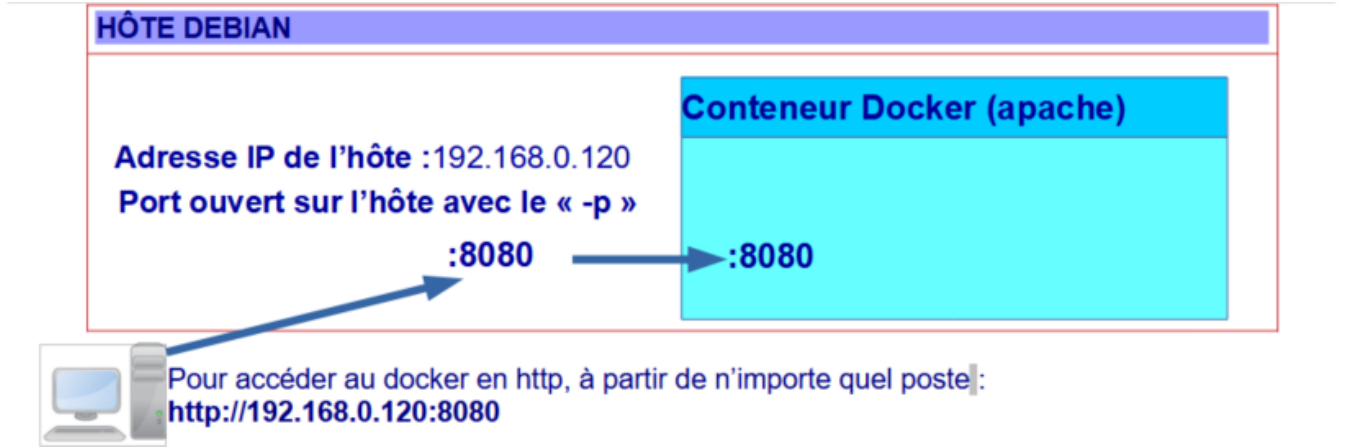 HÔTE DEBIAN
Conteneur Docker (apache)
Adresse IP de l’hôte :192.168.0.120
Port ouvert sur l’hôte avec le « -p »
:8080
:8080
Pour accéder au docker en http, à partir de n’importe quel poste :
http://192.168.0.120:8080